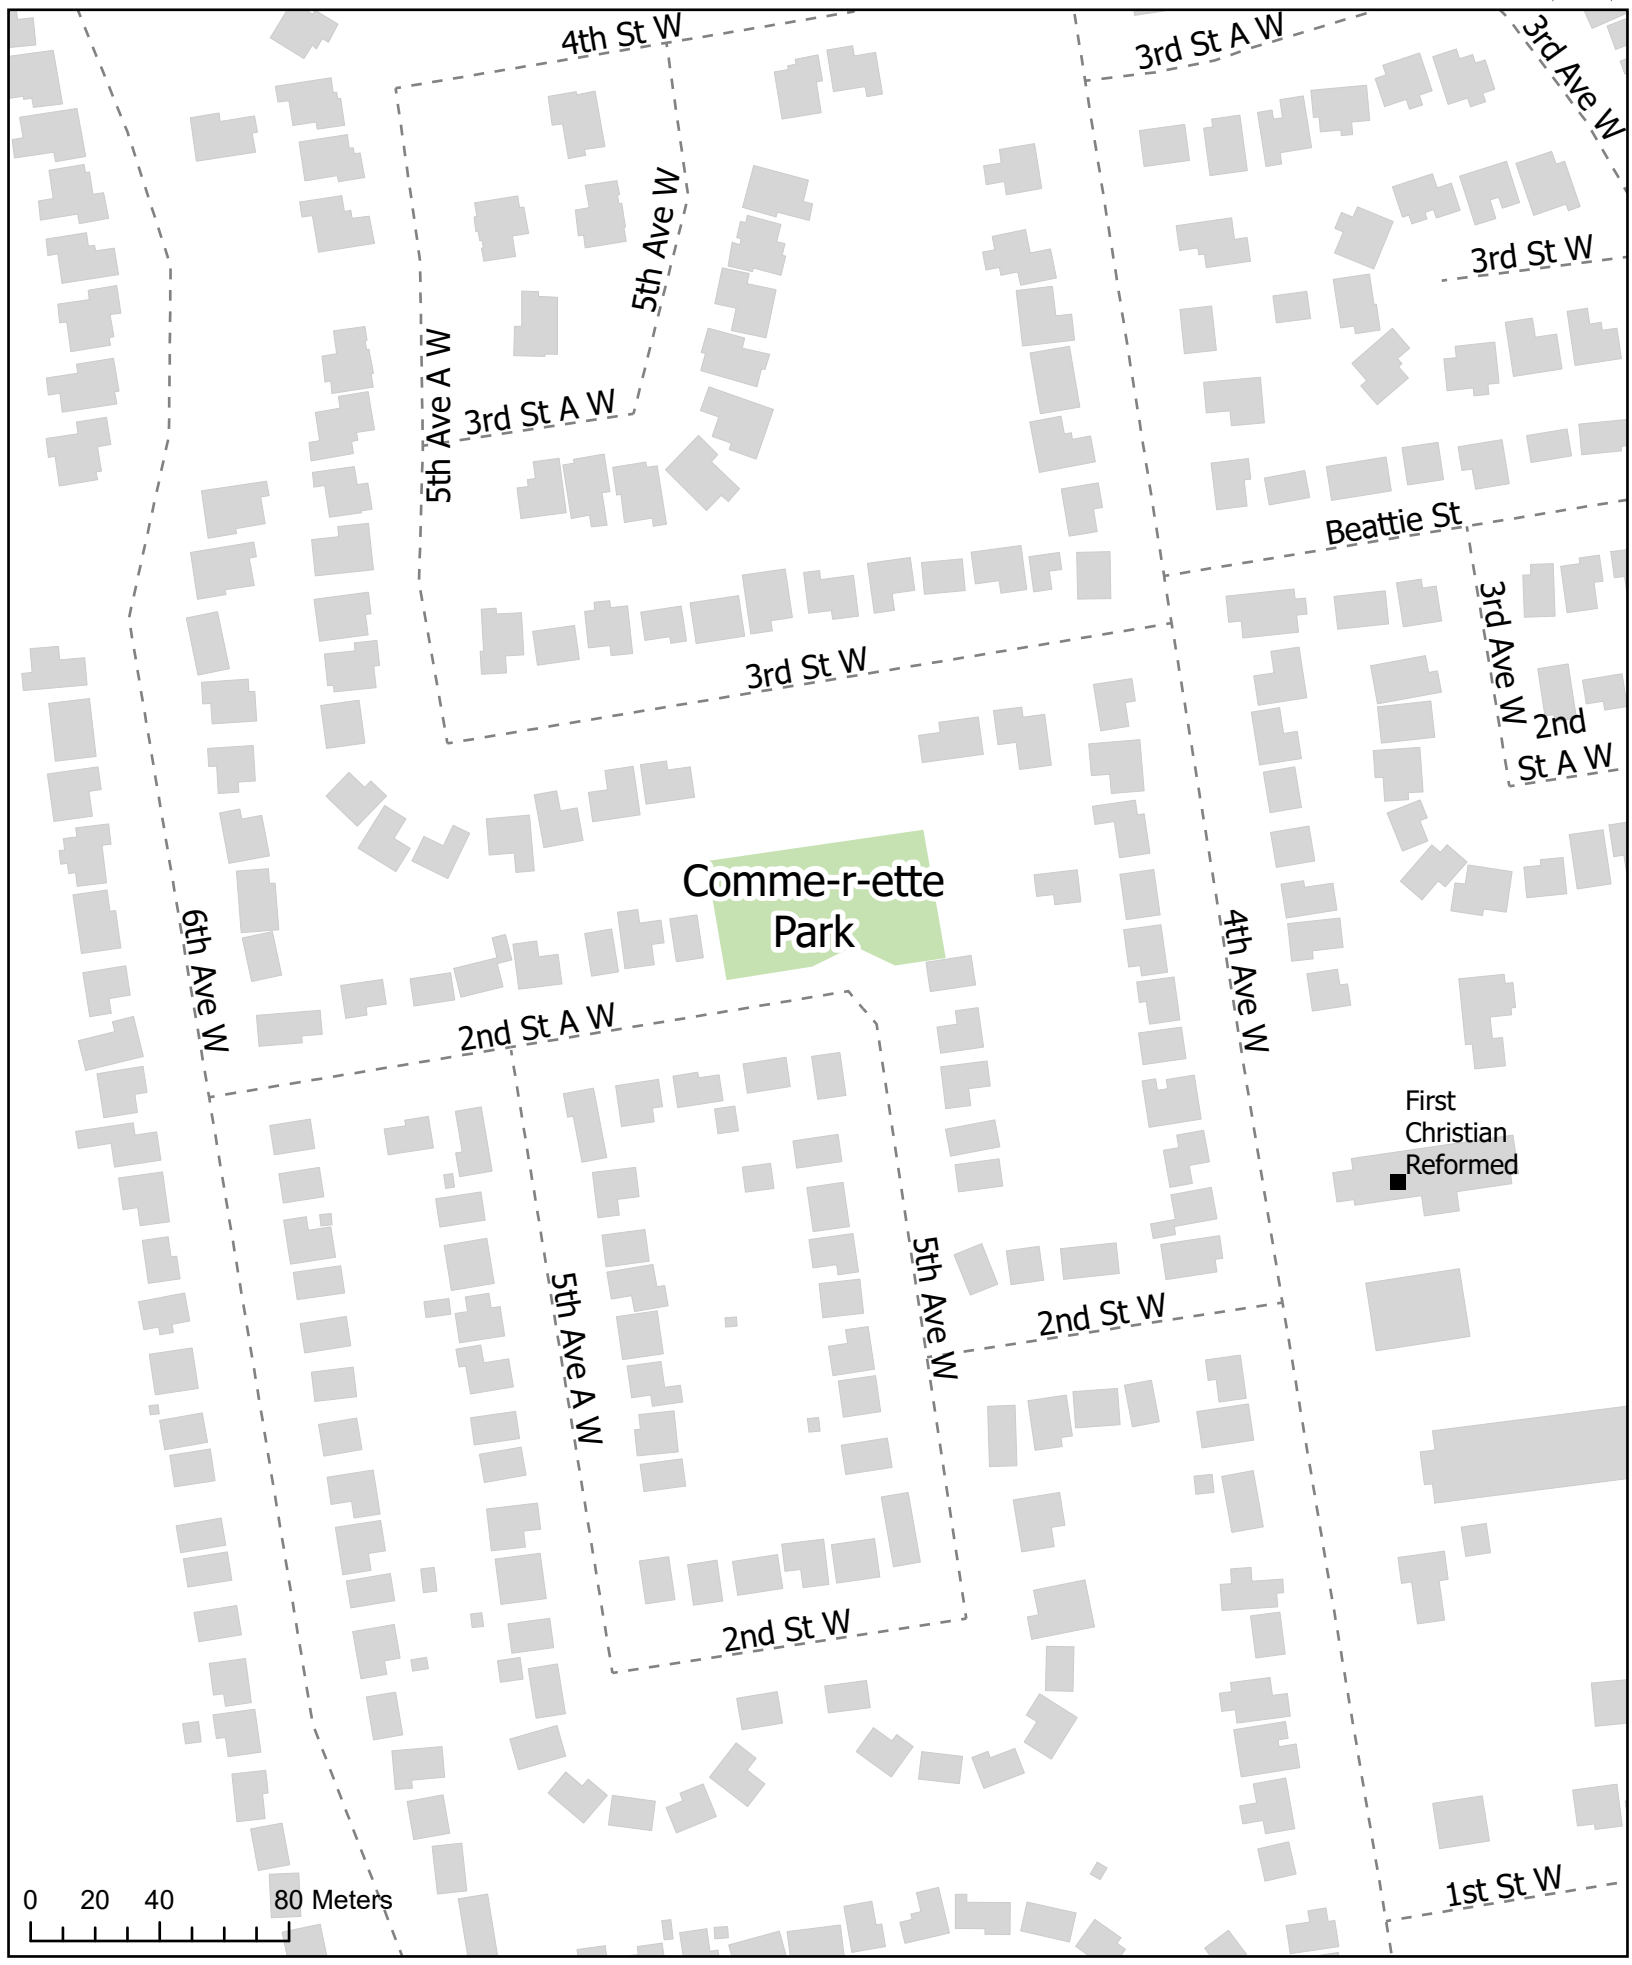 4th St W
3rd St A W
3rd Ave W
5th Ave W
3rd St W
5th Ave A W
3rd St A W
Beattie St
3rd Ave W
3rd St W
2nd
St A W
Comme-r-ette
Park
6th Ave W
4th Ave W
2nd St A W
First
Christian
Reformed
5th Ave W
5th Ave A W
2nd St W
2nd St W
1st St W
0 20 40 80 Meters